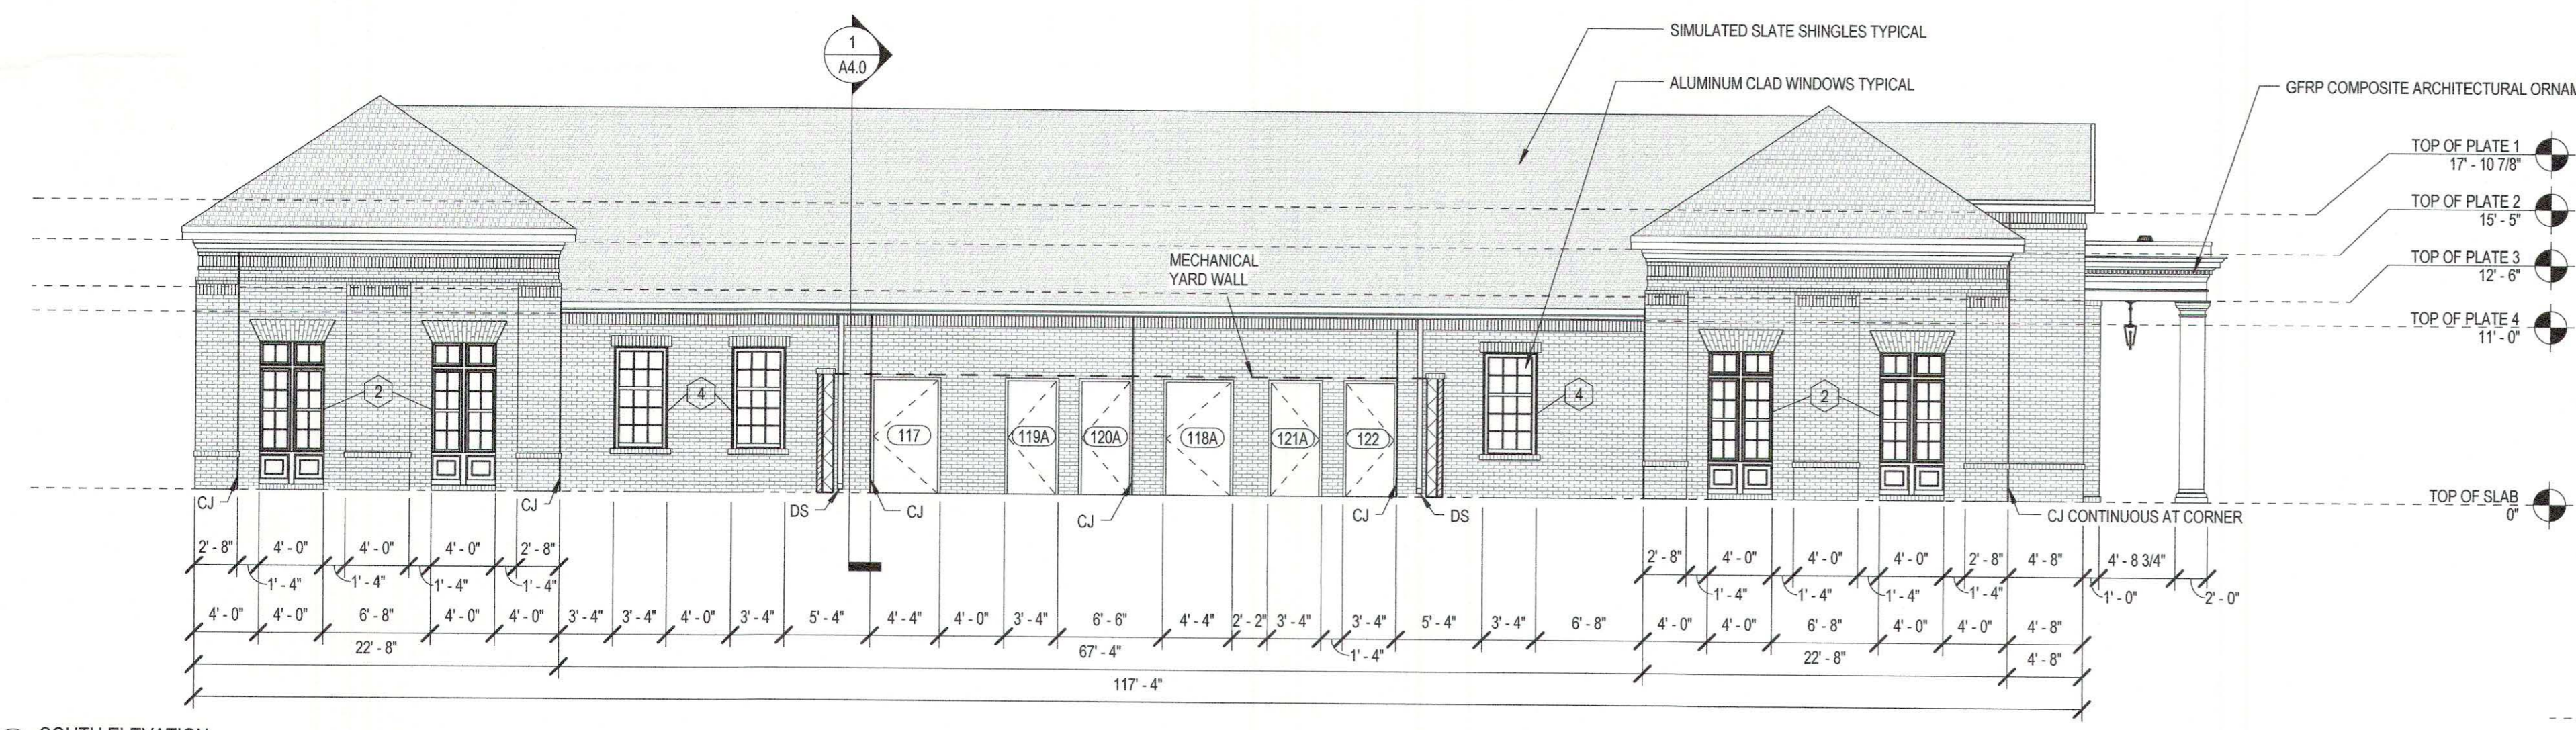 1
A4.0
SIMULATED SLATE SHINGLES TYPICAL
ALUMINUM CLAD WINDOWS TYPICAL
GFRP COMPOSITE ARCHITECTURAL
TOP OF PLATE 1
17' - 10 7/8"
TOP OF PLATE 2
15' - 5"
TOP OF PLATE 3
12' - 6"
TOP OF PLATE 4
11' - 0"
TOP OF SLAB
0"
MECHANICAL
YARD WALL
2
4
117
119A
120A
118A
121A
122
4
2
CJ
CJ
DS
CJ
CJ
CJ
DS
CJ CONTINUOUS AT CORNER
2' - 8" 4' - 0" 4' - 0" 4' - 0" 2' - 8"
1' - 4" 1' - 4" 1' - 4" 1' - 4"
2' - 8" 4' - 0" 4' - 0" 4' - 0" 2' - 8" 4' - 8" 4' - 8 3/4"
1' - 4" 1' - 4" 1' - 4" 1' - 4" 1' - 0" 2' - 0"
4' - 0" 4' - 0" 6' - 8" 4' - 0" 4' - 0" 3' - 4" 3' - 4" 4' - 0" 3' - 4" 5' - 4" 4' - 4" 4' - 0" 3' - 4" 6' - 6" 4' - 4" 2' - 2" 3' - 4" 3' - 4" 5' - 4" 3' - 4" 6' - 8" 4' - 0" 4' - 0" 6' - 8" 4' - 0" 4' - 0" 4' - 8"
1' - 4"
22' - 8" 67' - 4" 22' - 8" 4' - 8"
117' - 4"
SOUTH ELEVATION